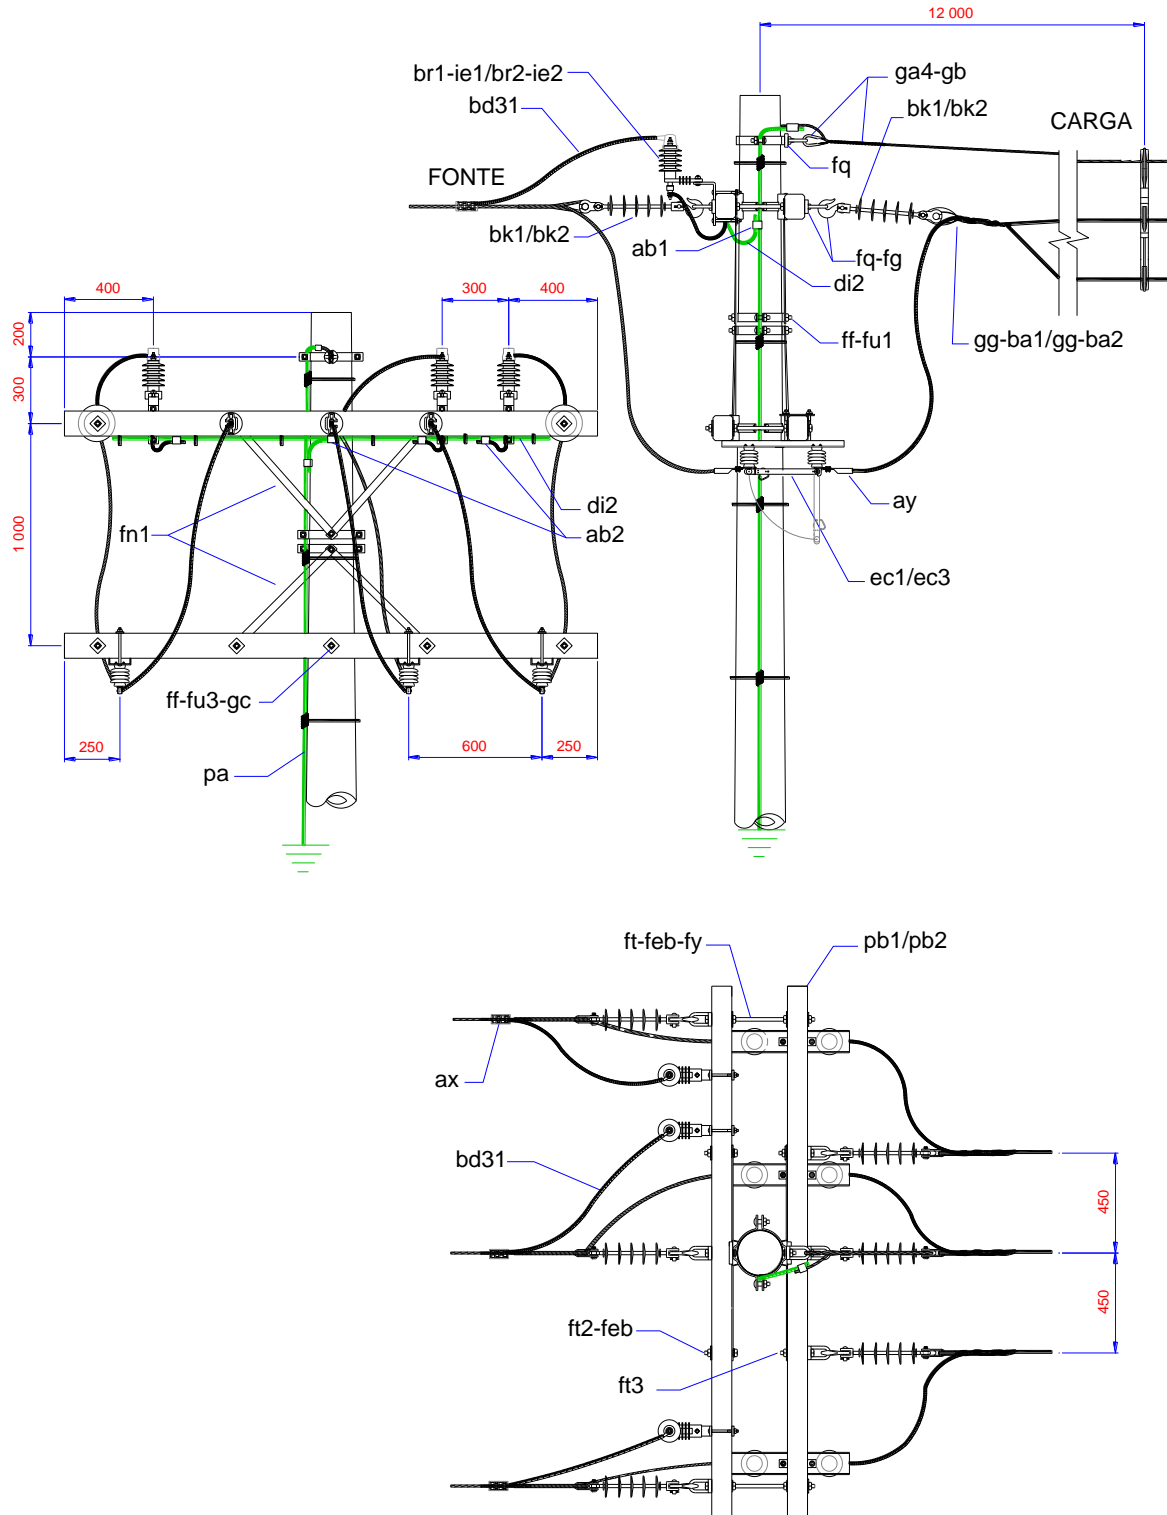 12 000
br1-ie1/br2-ie2
ga4-gb
bd31
bk1/bk2
CARGA
FONTE
fq
bk1/bk2
ab1
fq-fg
di2
400
300
400
200
ff-fu1
gg-ba1/gg-ba2
300
1 000
di2
ay
fn1
ab2
ec1/ec3
ff-fu3-gc
250
600
250
pa
ft-feb-fy
pb1/pb2
ax
bd31
450
450
ft2-feb
ft3